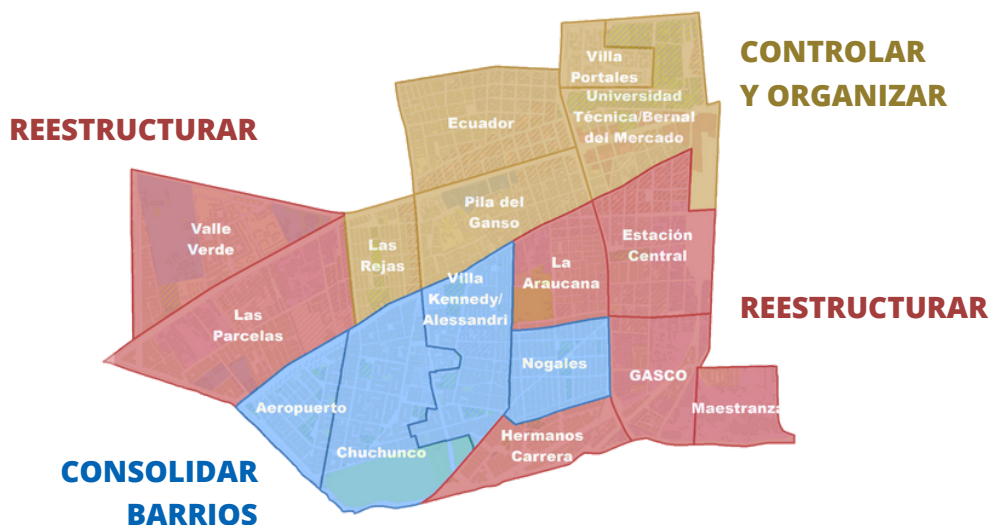 CONTROLAR
Y ORGANIZAR
Villa
Portales
Universidad
Técnica/Bernal
del Mercado
Ecuador
REESTRUCTURAR
Pila del
Ganso
Valle
Verde
Las
Rejas
Estación
Central
La
Araucana
Villa
Kennedy/
Alessandri
Las
Parcelas
REESTRUCTURAR
Nogales
GASCO
Aeropuerto
Maestranza
Hermanos
Carrera
Chuchunco
CONSOLIDAR
BARRIOS